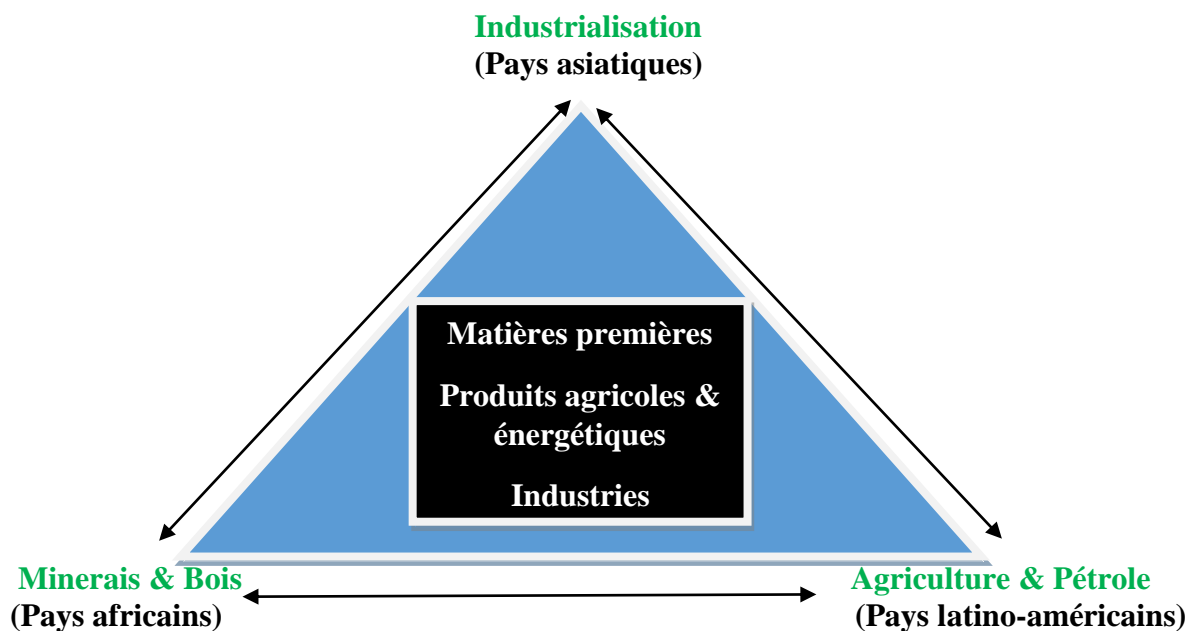 Industrialisation
(Pays asiatiques)
Matières premières
Produits agricoles &
énergétiques
Industries
Minerais & Bois
(Pays africains)
Agriculture & Pétrole
(Pays latino-américains)